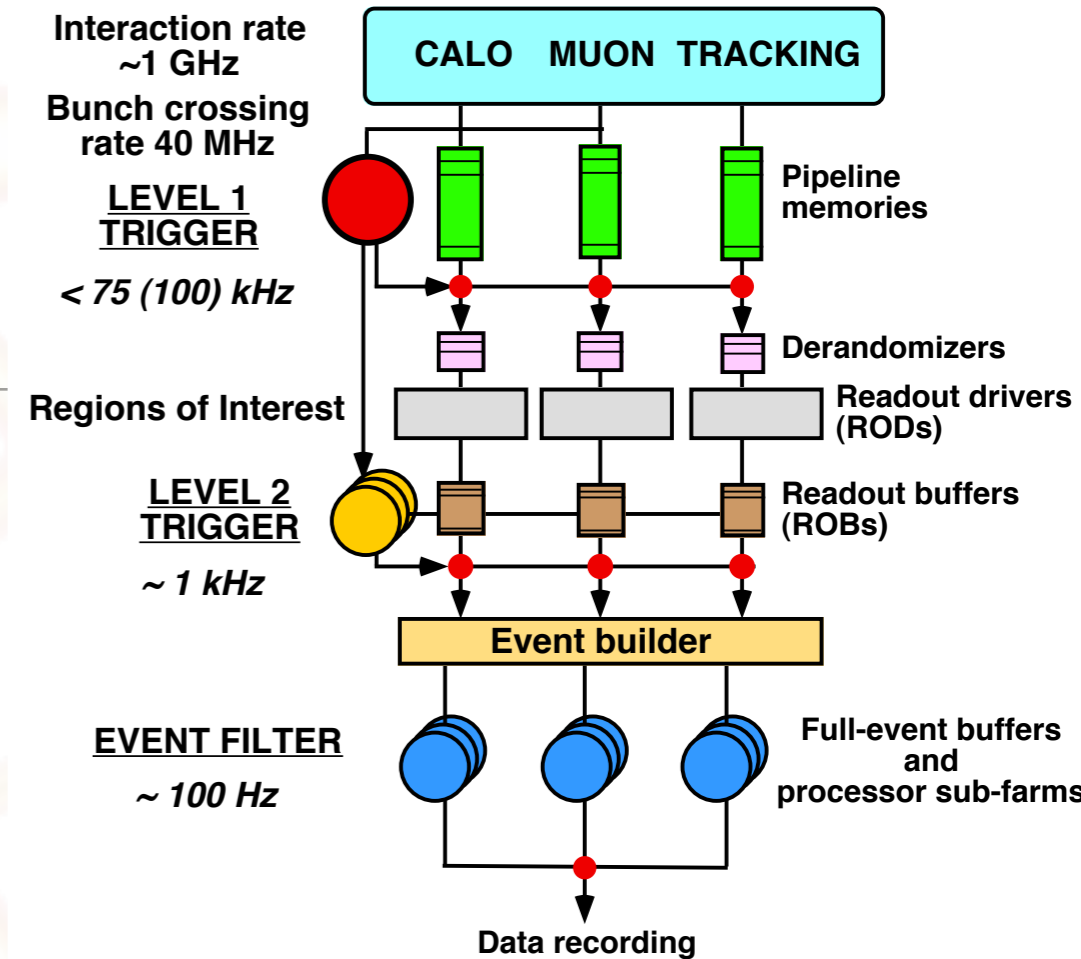 Interaction rate
~1 GHz
CALO MUON TRACKING
Bunch crossing
rate 40 MHz
LEVEL 1
TRIGGER
Pipeline
memories
< 75 (100) kHz
Derandomizers
Regions of Interest
Readout drivers
(RODs)
LEVEL 2
TRIGGER
Readout buffers
(ROBs)
~ 1 kHz
Event builder
EVENT FILTER
~ 100 Hz
Full-event buffers
and
processor sub-farms
Data recording